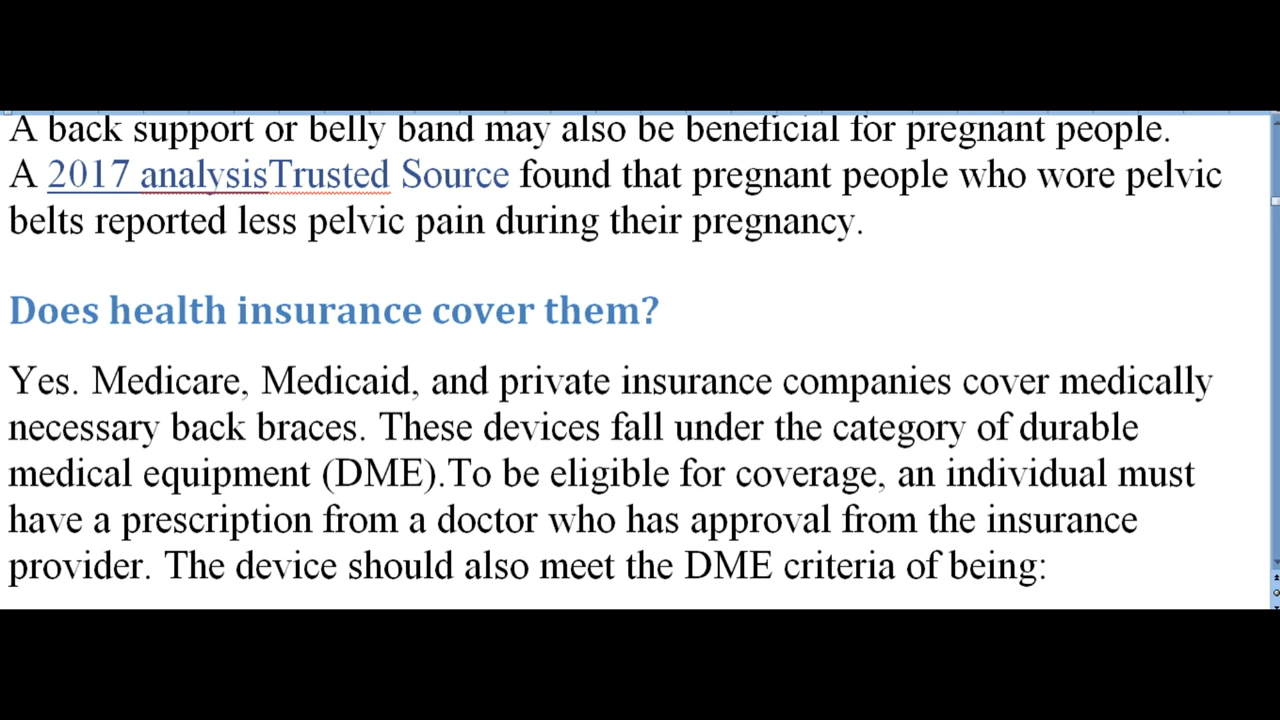 A back support or belly band may also be beneficial for pregnant people.
A 2017 analysisTrusted Source found that pregnant people who wore pelvic
belts reported less pelvic pain during their pregnancy.
Does health insurance cover them?
Yes. Medicare, Medicaid, and private insurance companies cover medically
necessary back braces. These devices fall under the category of durable
medical equipment (DME).To be eligible for coverage, an individual must
have a prescription from a doctor who has approval from the insurance
provider. The device should also meet the DME criteria of being: